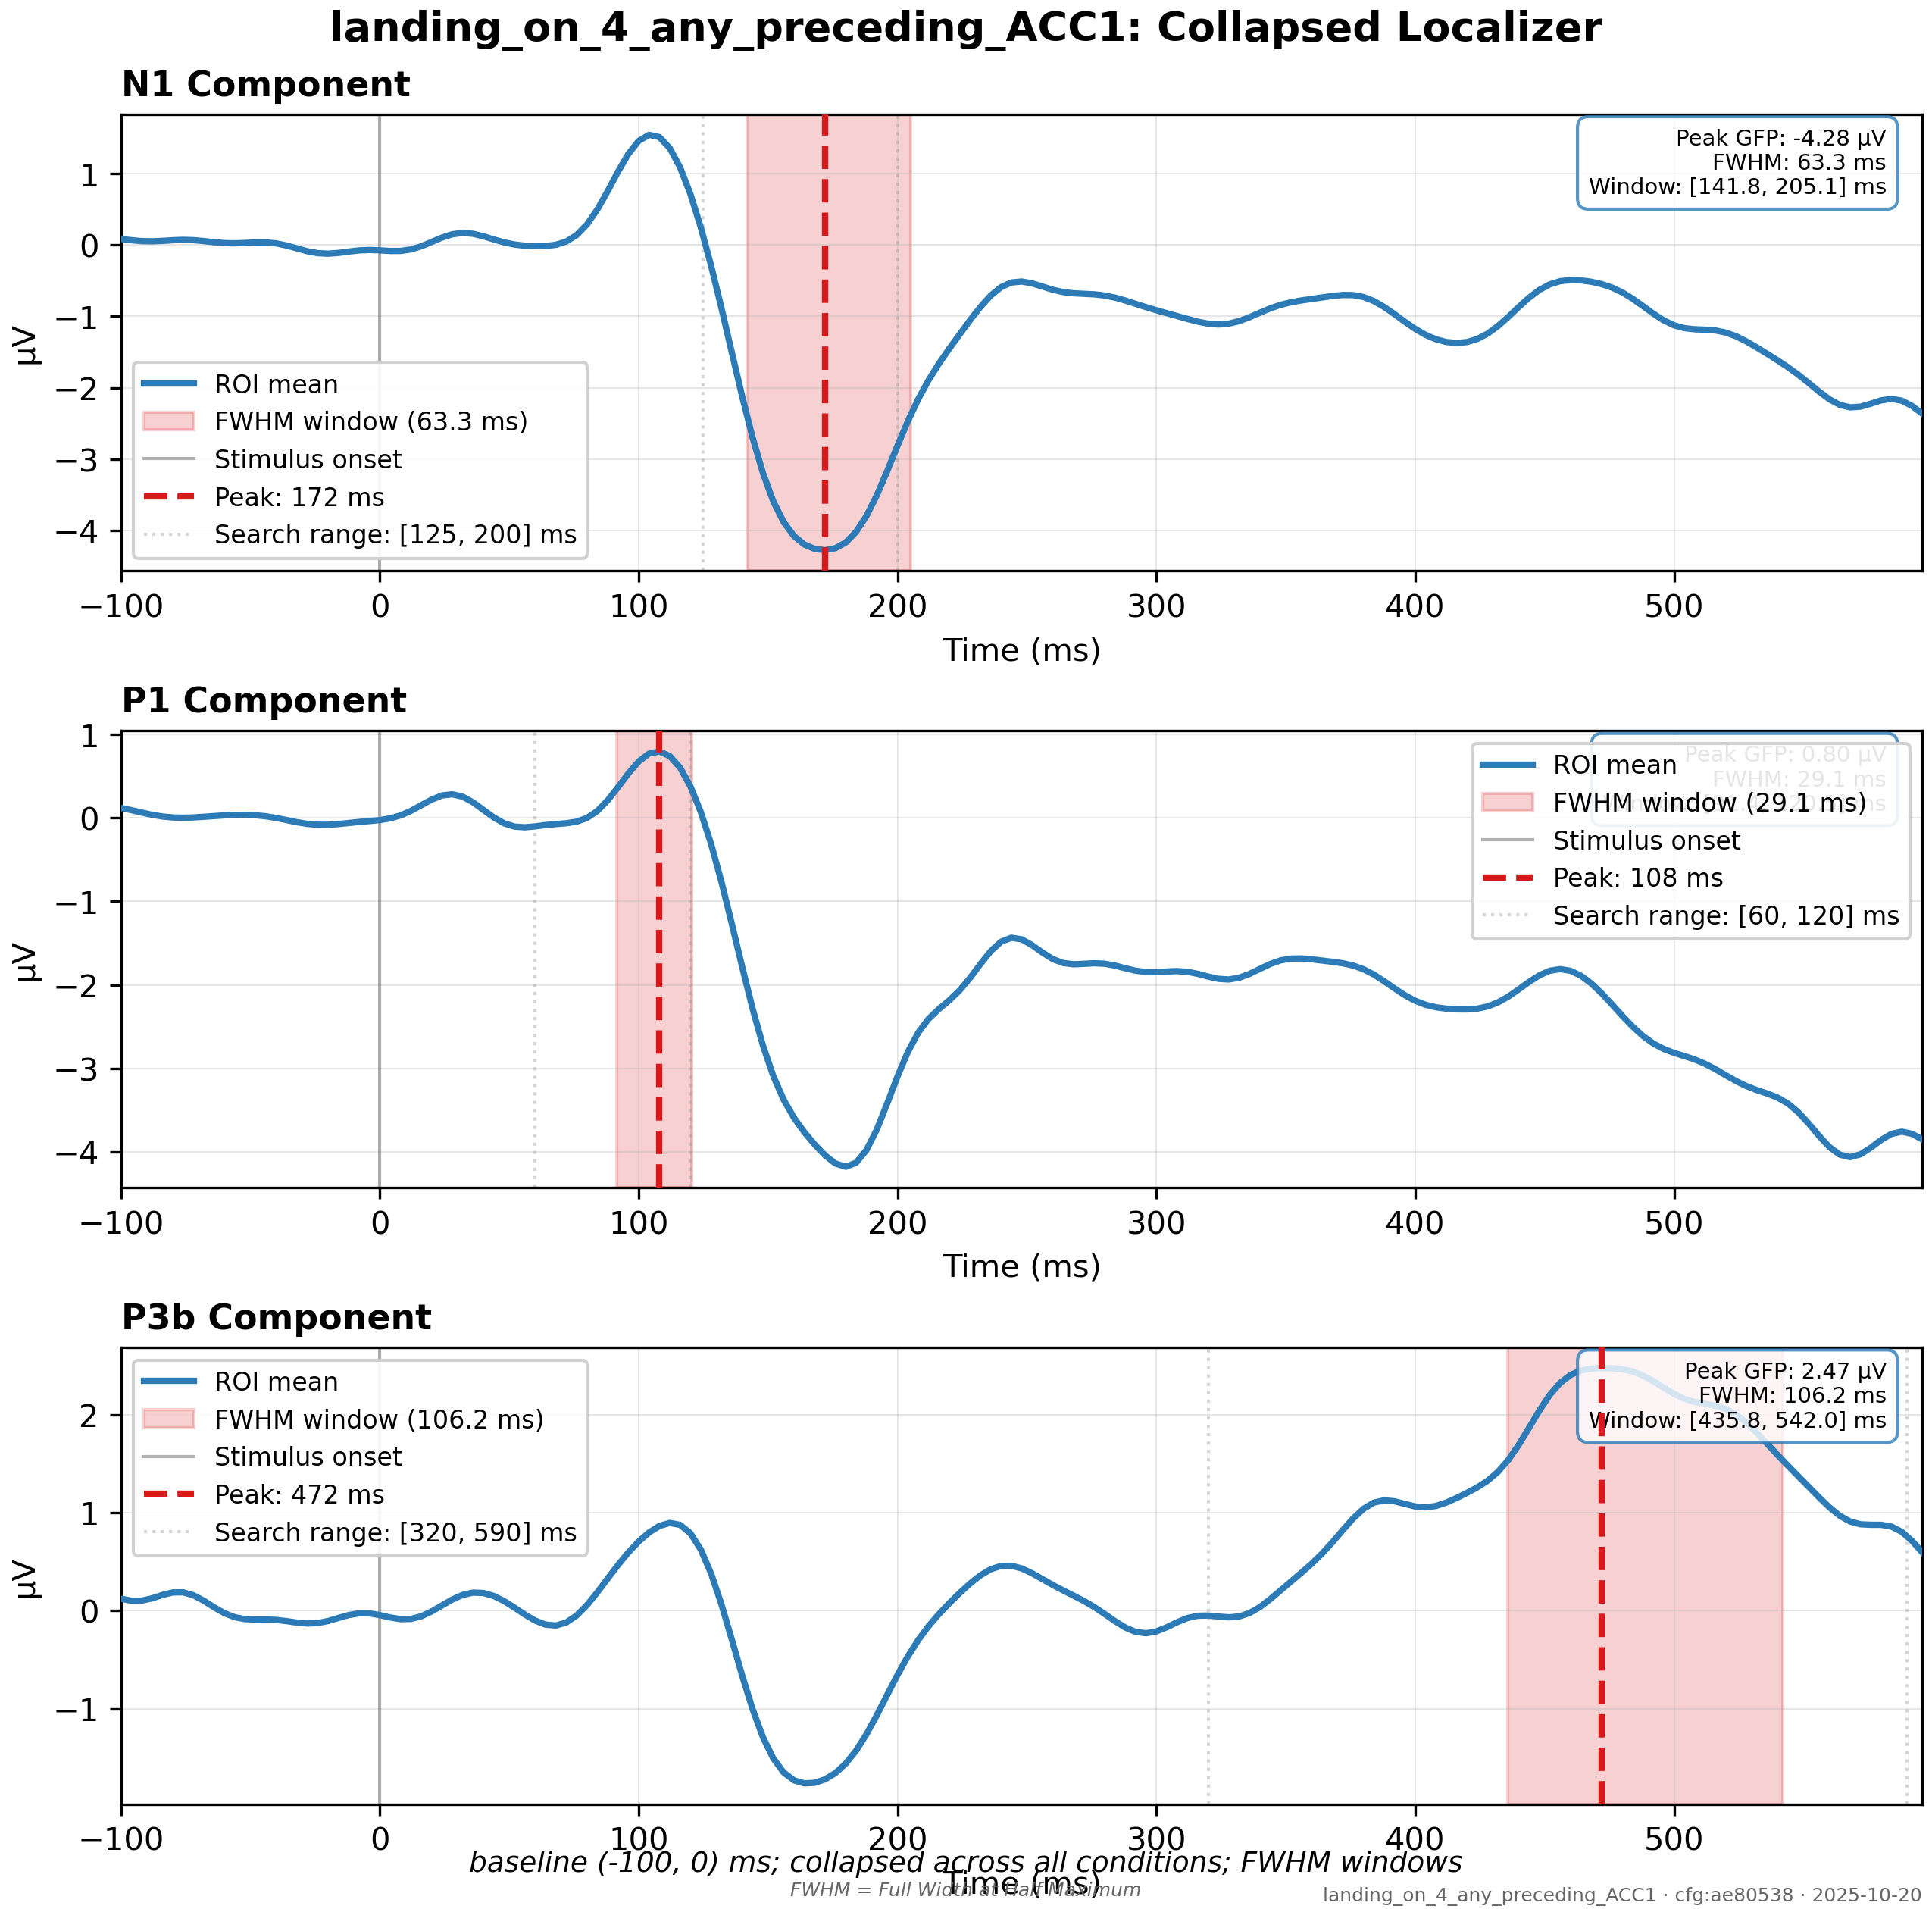 landing_on_4_any_preceding_ACC1: Collapsed Localizer
N1 Component
Peak GFP: -4.28 µV
FWHM: 63.3 ms
Window: [141.8, 205.1] ms
1
0
−1
−2
−3
−4
µV
ROI mean
FWHM window (63.3 ms)
Stimulus onset
Peak: 172 ms
Search range: [125, 200] ms
−100 0 100 200 300 400 500
Time (ms)
P1 Component
Peak GFP: 0.80 µV
FWHM: 29.1 ms
ROI mean
FWHM window (29.1 ms)
Stimulus onset
Peak: 108 ms
Search range: [60, 120] ms
1
0
−1
−2
−3
−4
µV
−100 0 100 200 300 400 500
Time (ms)
P3b Component
ROI mean
FWHM window (106.2 ms)
Stimulus onset
Peak: 472 ms
Search range: [320, 590] ms
Peak GFP: 2.47 µV
FWHM: 106.2 ms
Window: [435.8, 542.0] ms
2
1
0
−1
µV
−100 0 100 200 300 400 500
baseline (-100, 0) ms; collapsed across all conditions; FWHM windows
Time (ms)
FWHM = Full Width at Half Maximum
landing_on_4_any_preceding_ACC1 · cfg:ae80538 · 2025-10-20